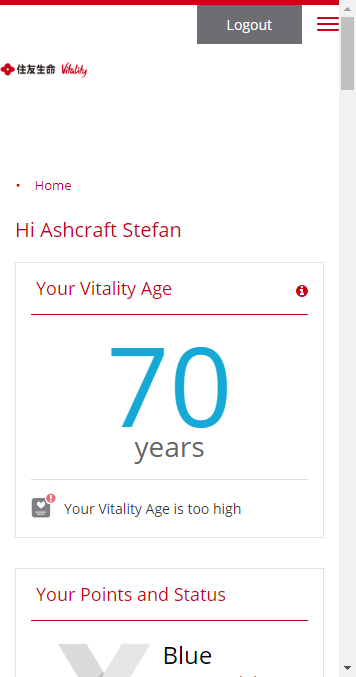 Logout
住友生命 Vitality
Home
Hi Ashcraft Stefan
Your Vitality Age
70
years
Your Vitality Age is too high
Your Points and Status
Blue